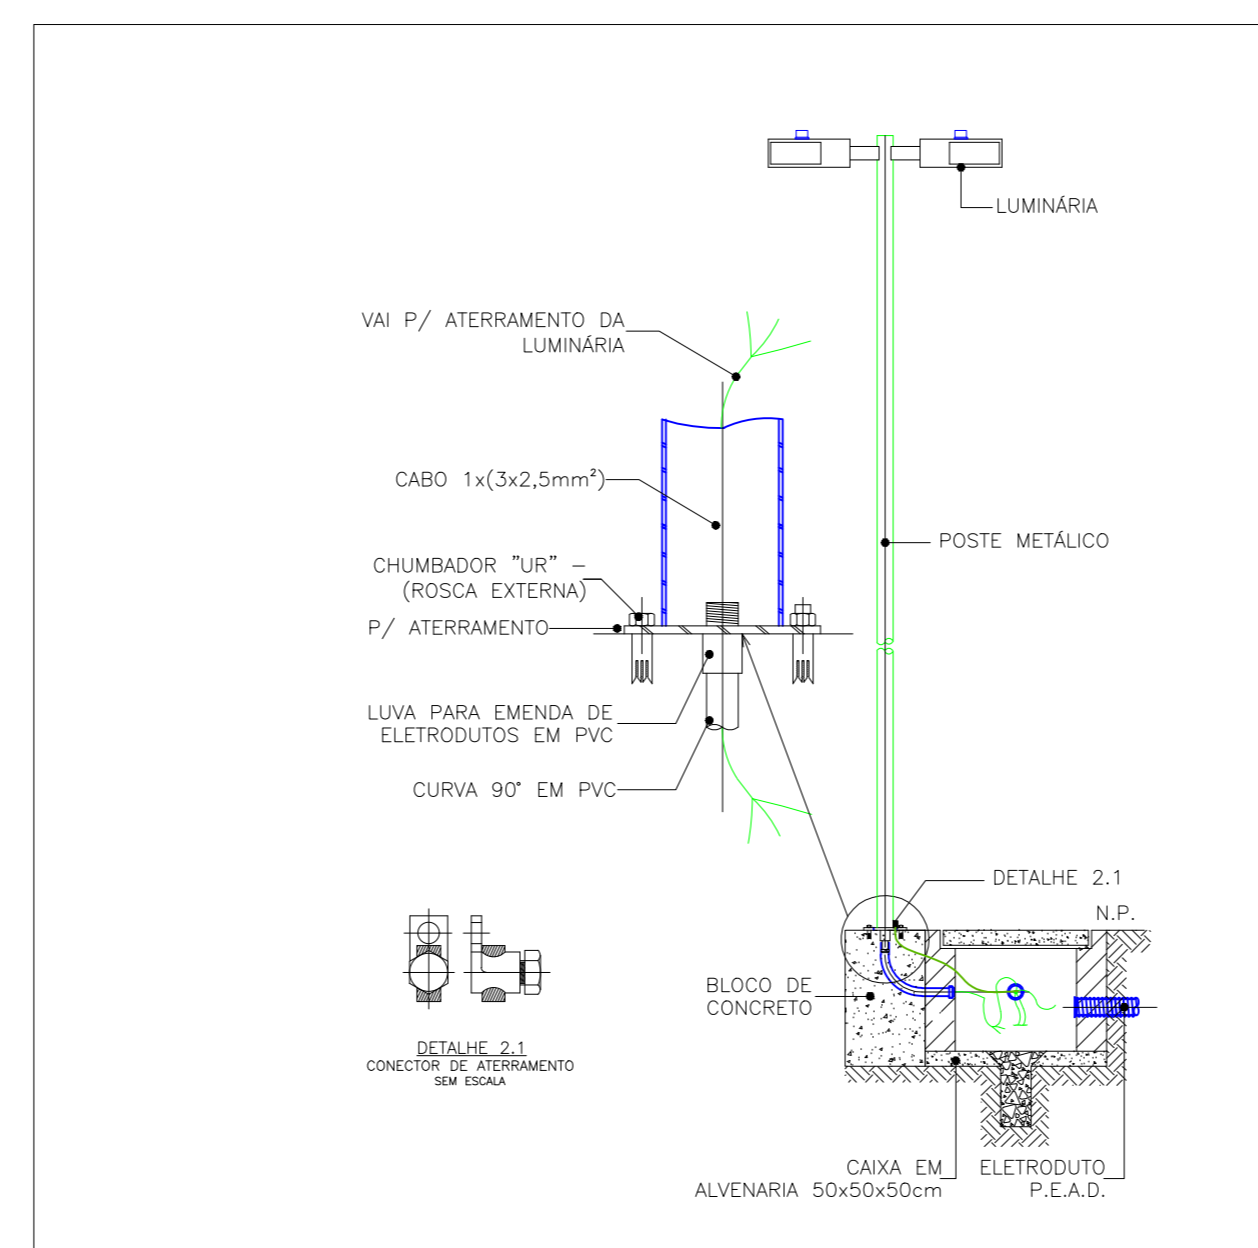 LUMINÁRIA
VAI P/ ATERRAMENTO DA
LUMINÁRIA
CABO 1x(3x2,5mm²)
POSTE METÁLICO
CHUMBADOR "UR" –
(ROSCA EXTERNA)
P/ ATERRAMENTO
LUVA PARA EMENDA DE
ELETRODUTOS EM PVC
CURVA 90° EM PVC
DETALHE 2.1
N.P.
BLOCO DE
CONCRETO
DETALHE 2.1
CONECTOR DE ATERRAMENTO
SEM ESCALA
CAIXA EM
ALVENARIA 50x50x50cm
ELETRODUTO
P.E.A.D.